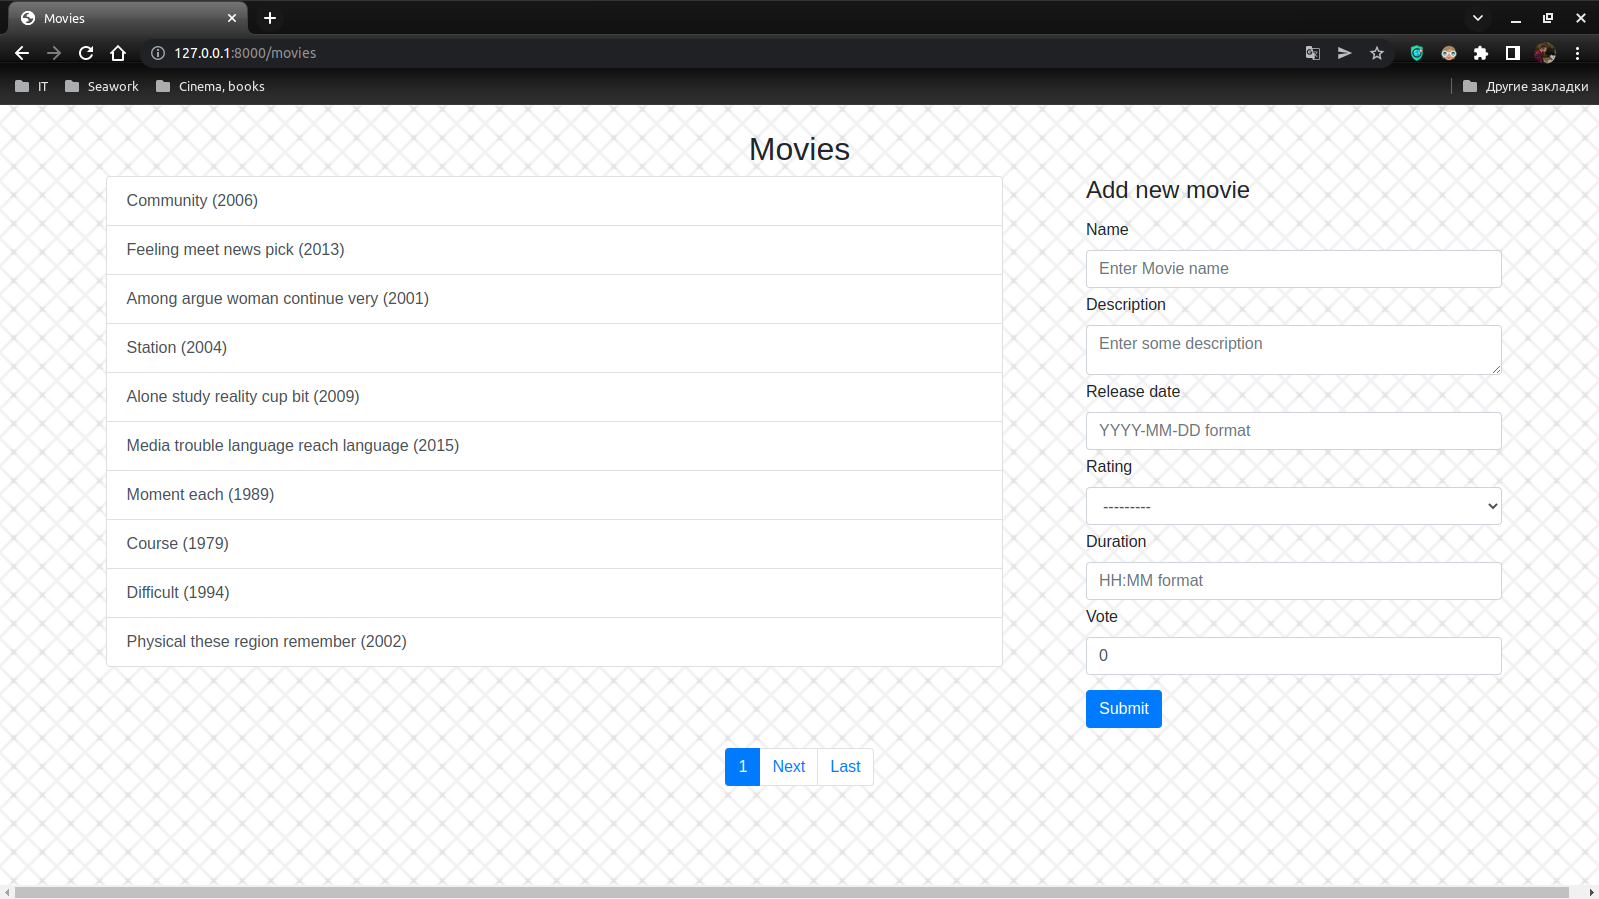 Movies
127.0.0.1:8000/movies
IT
Seawork
Cinema, books
Другие закладки
Movies
Community (2006)
Feeling meet news pick (2013)
Among argue woman continue very (2001)
Station (2004)
Alone study reality cup bit (2009)
Media trouble language reach language (2015)
Moment each (1989)
Course (1979)
Difficult (1994)
Physical these region remember (2002)
Add new movie
Name
Enter Movie name
Description
Enter some description
Release date
YYYY-MM-DD format
Rating
---------
Duration
HH:MM format
Vote
0
Submit
1 Next Last